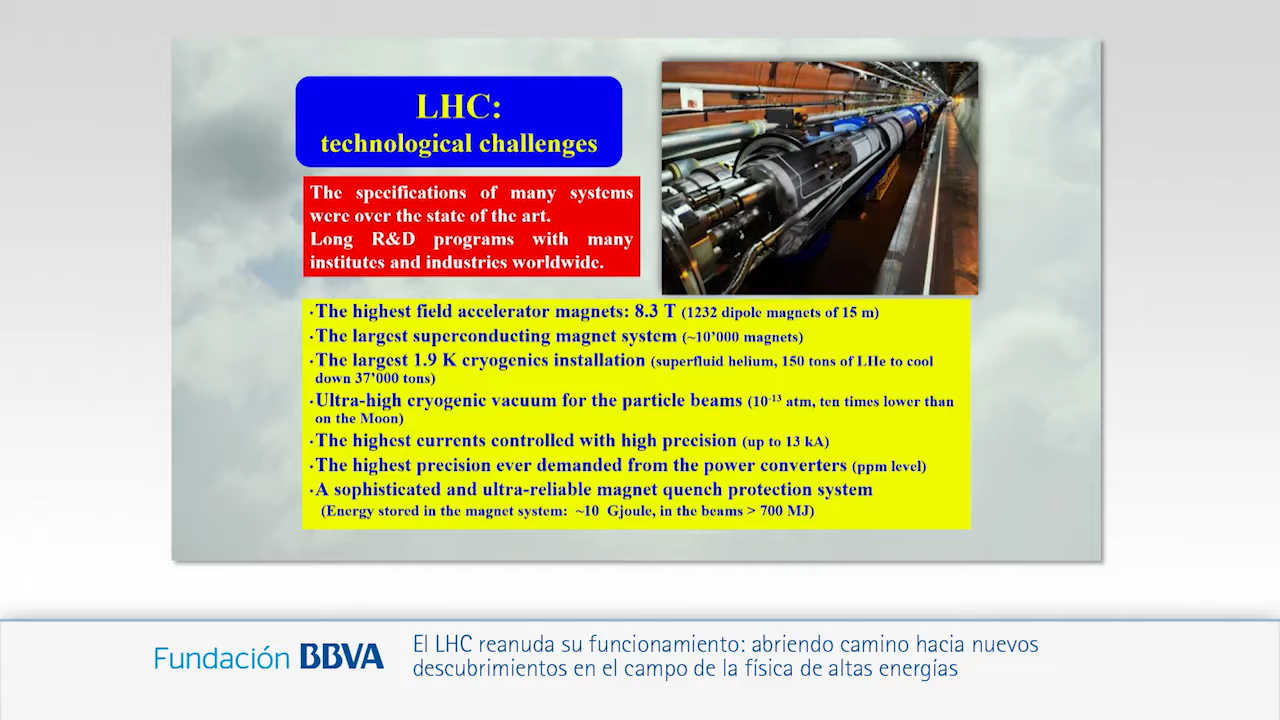 LHC:
technological challenges
The specifications of many systems
were over the state of the art.
Long R&D programs with many
institutes and industries worldwide.
·The highest field accelerator magnets: 8.3 T (1232 dipole magnets of 15 m)
·The largest superconducting magnet system (~10’000 magnets)
·The largest 1.9 K cryogenics installation (superfluid helium, 150 tons of LHe to cool
down 37’000 tons)
·Ultra-high cryogenic vacuum for the particle beams (10⁻¹³ atm, ten times lower than
on the Moon)
·The highest currents controlled with high precision (up to 13 kA)
·The highest precision ever demanded from the power converters (ppm level)
·A sophisticated and ultra-reliable magnet quench protection system
(Energy stored in the magnet system: ~10 Gjoule, in the beams > 700 MJ)
Fundación BBVA
El LHC reanuda su funcionamiento: abriendo camino hacia nuevos
descubrimientos en el campo de la física de altas energías